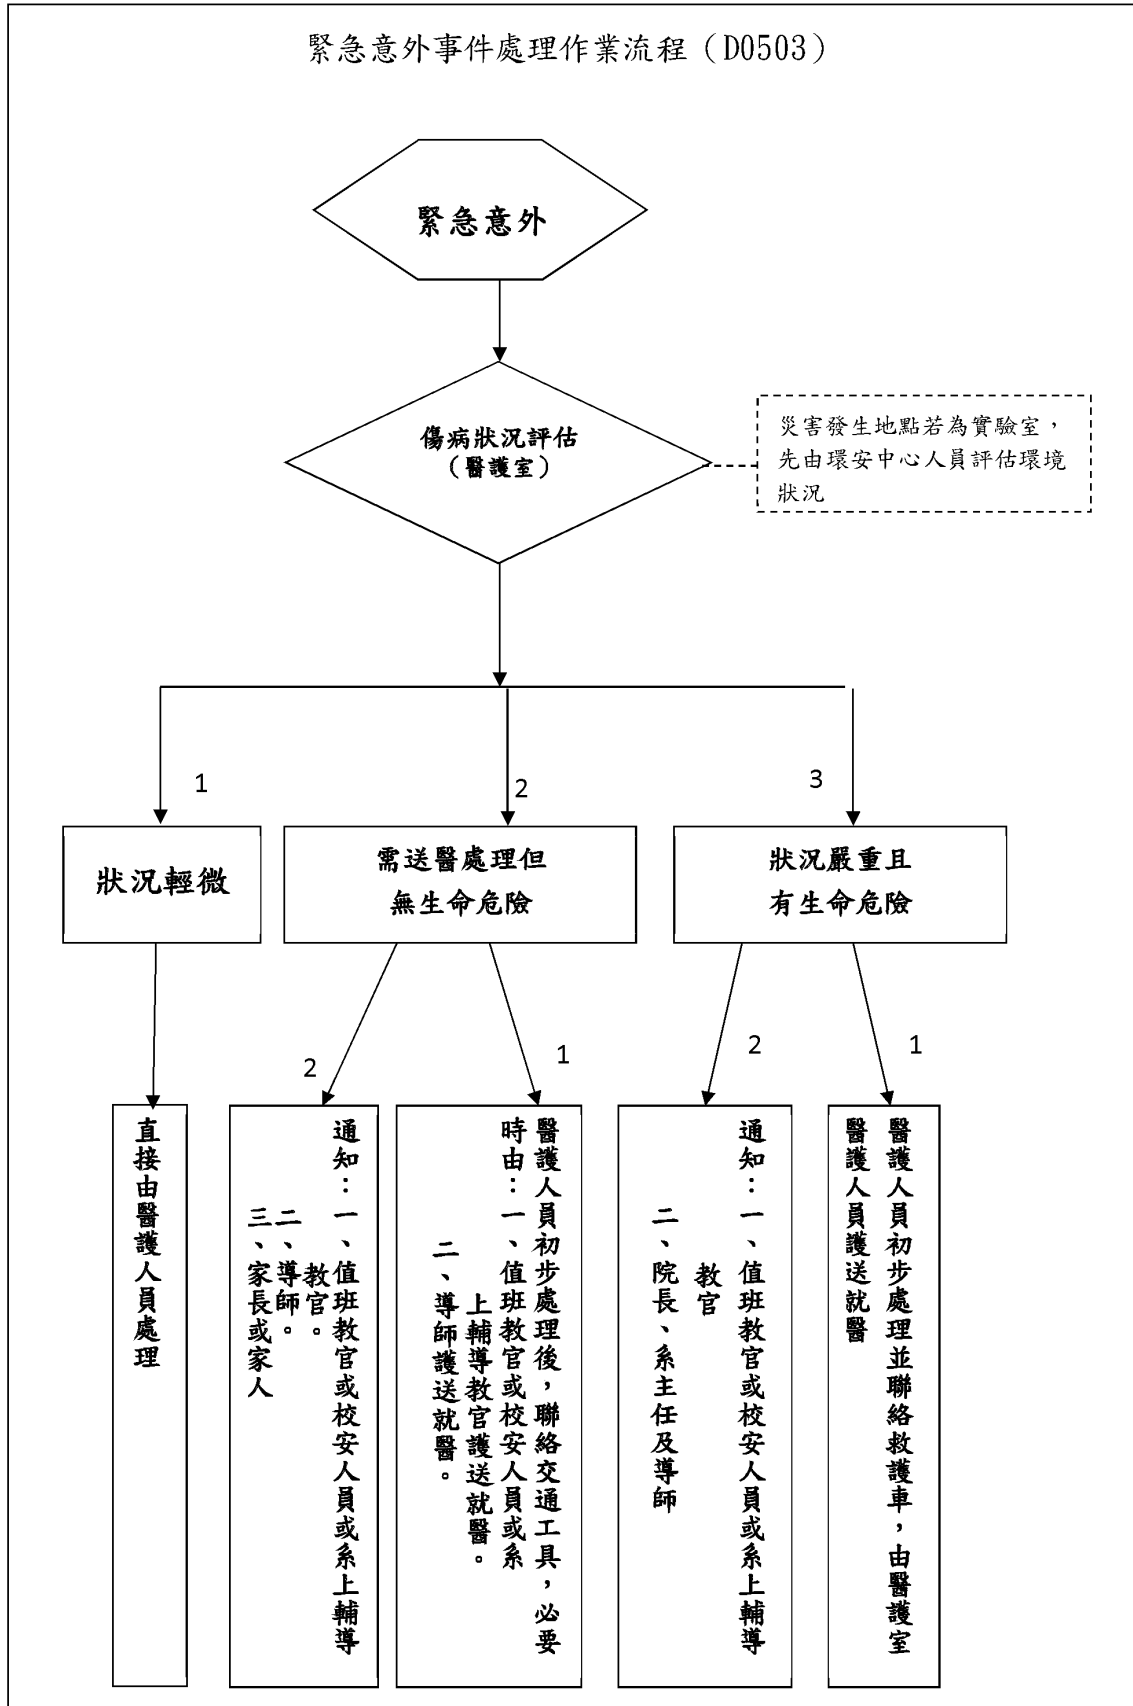 緊急意外事件處理作業流程（D0503）
緊急意外
傷病狀況評估
（醫護室）
災害發生地點若為實驗室，
先由環安中心人員評估環境
狀況
1
2
3
狀況輕微
需送醫處理但
無生命危險
狀況嚴重且
有生命危險
2
1
2
1
直接由醫護人員處理
通知：一、值班教官或校安人員或系上輔導
教官。
二、導師。
三、家長或家人
醫護人員初步處理後，聯絡交通工具，必要
時由：一、值班教官或校安人員或系
上輔導教官護送就醫。
二、導師護送就醫。
通知：一、值班教官或校安人員或系上輔導
教官
二、院長、系主任及導師
醫護人員初步處理並聯絡救護車，由醫護室
醫護人員護送就醫